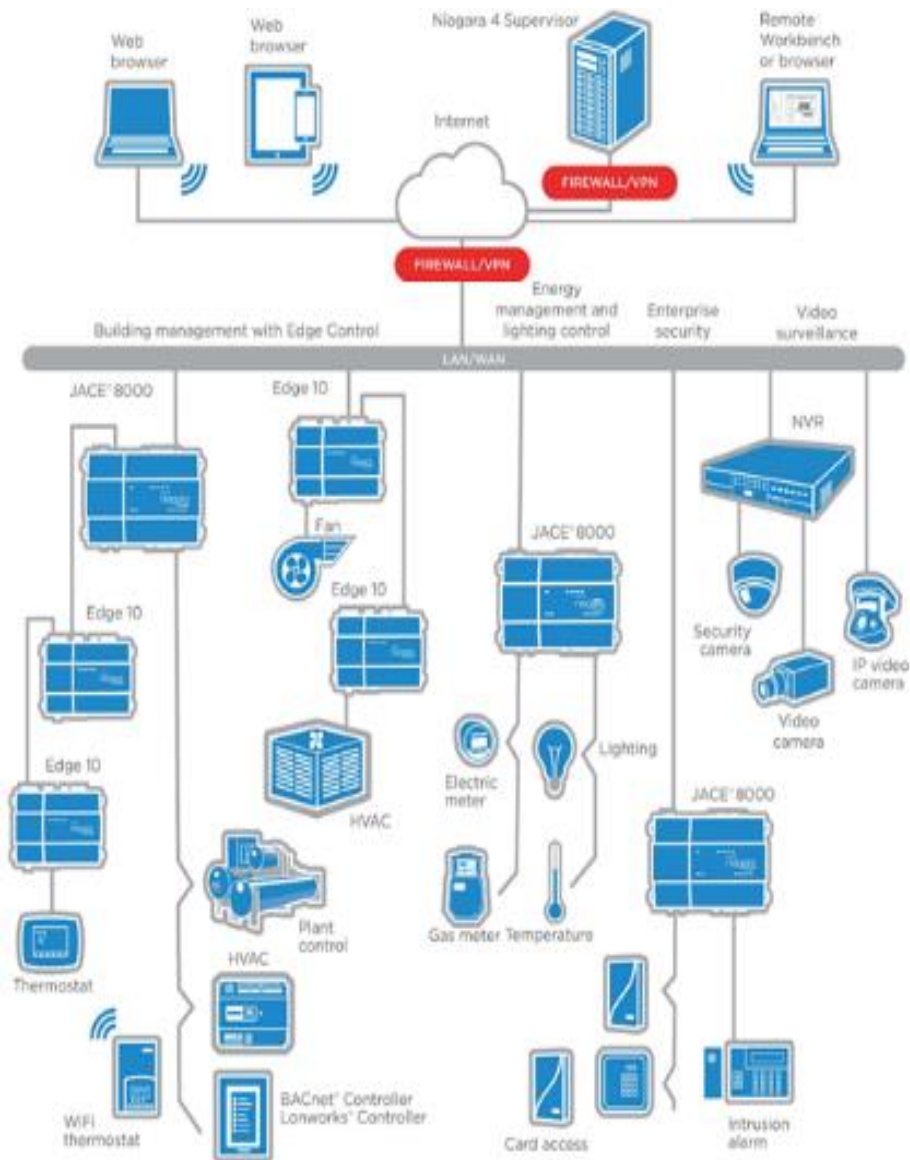 Niagara 4 Supervisor
Web
browser
Web
browser
Remote
Workbench
or browser
Internet
FIREWALL/VPN
FIREWALL/VPN
Building management with Edge Control
Energy
management and
lighting control
Enterprise
security
Video
surveillance
LAN/WAN
JACE® 8000
Edge 10
NVR
Fan
JACE® 8000
Edge 10
Edge 10
Security
camera
IP video
camera
Video
camera
Electric
meter
Lighting
Edge 10
HVAC
JACE® 8000
Plant
control
Gas meter
Temperature
Thermostat
HVAC
WiFi
thermostat
BACnet® Controller
Lonworks® Controller
Card access
Intrusion
alarm